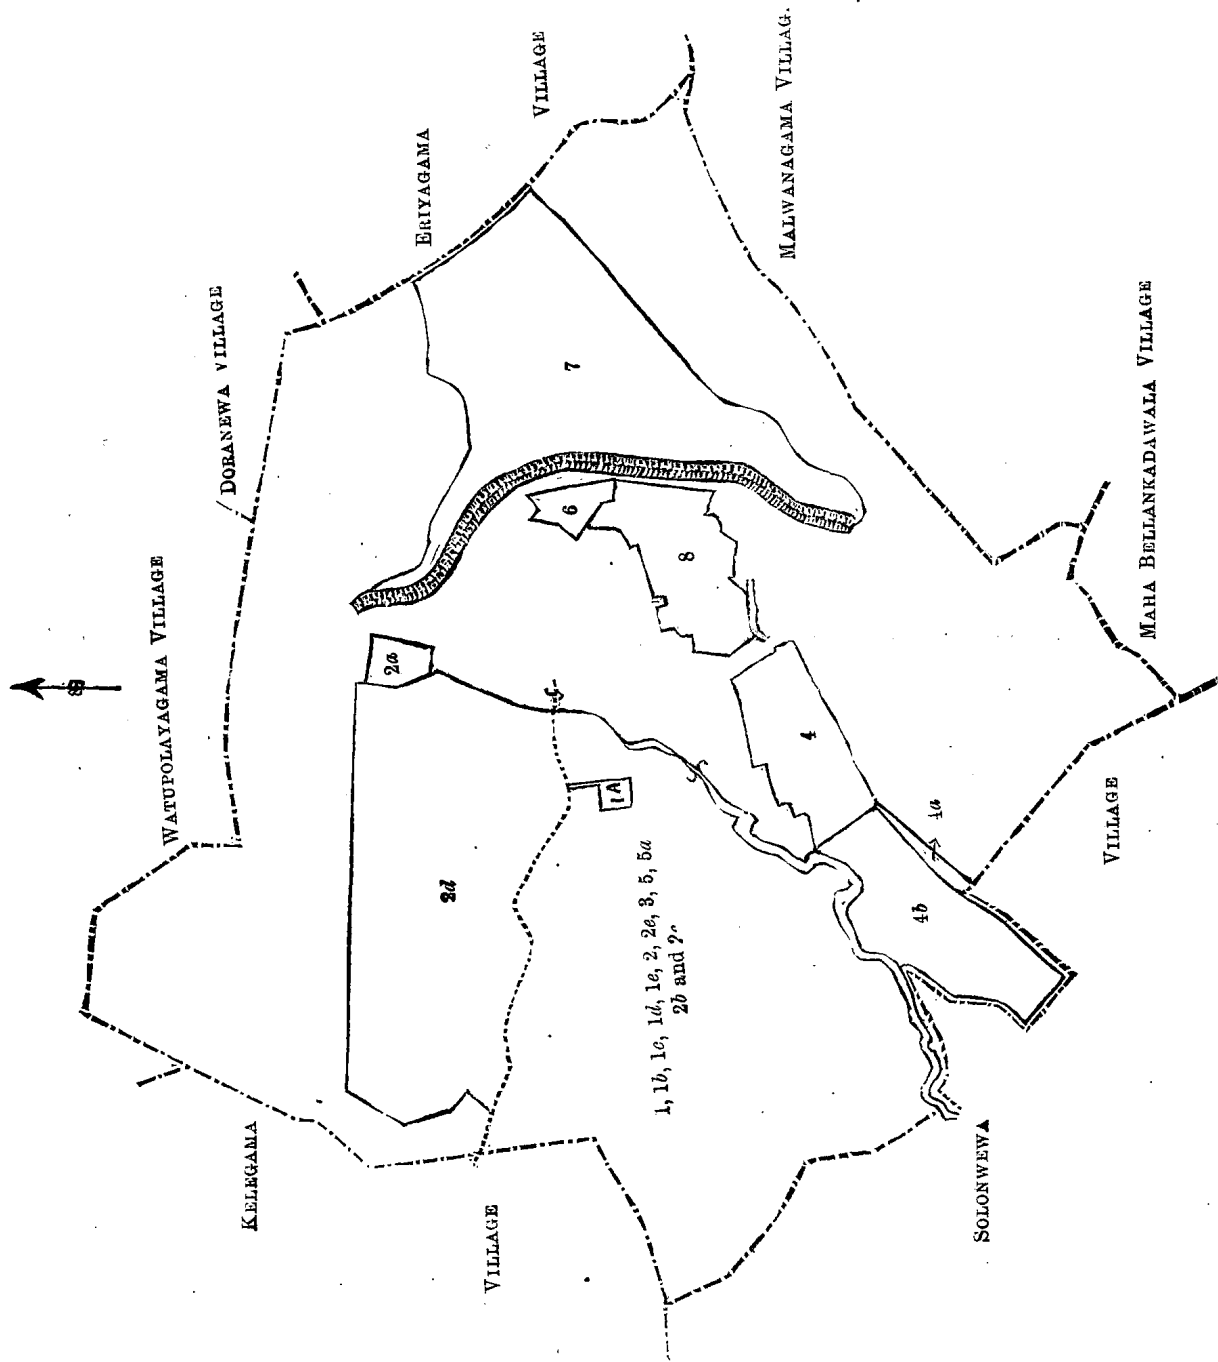 WATUPOLAYAGAMA VILLAGE
DORANEWA VILLAGE
ERIYAGAMA
VILLAGE
MALWANAGAMA VILLAG.
KELEGAMA
VILLAGE
2a
2d
1A
1, 1b, 1c, 1d, 1e, 2, 2e, 3, 5, 5a
2b and
7
6
8
4
4a
4b
SOLONWEWA
VILLAGE
MAHA BELLANKADAWALA VILLAGE